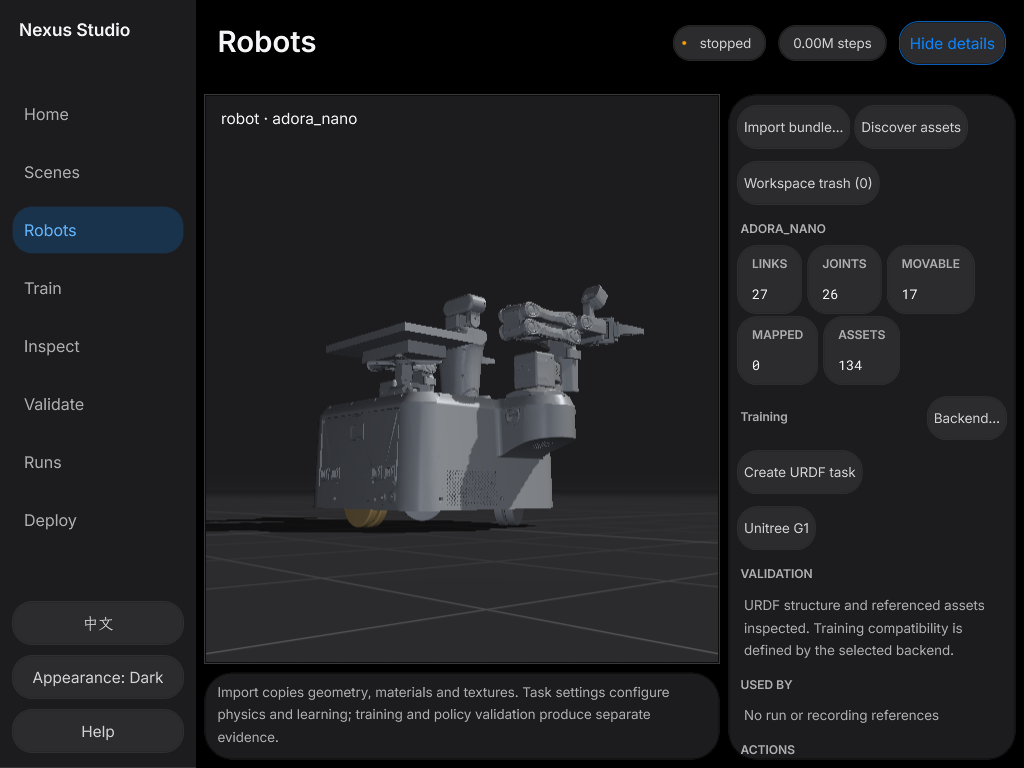 Nexus Studio
Home
Scenes
Robots
Train
Inspect
Validate
Runs
Deploy
中文
Appearance: Dark
Help
Robots
stopped
0.00M steps
Hide details
robot · adora_nano
Import copies geometry, materials and textures. Task settings configure
physics and learning; training and policy validation produce separate
evidence.
Import bundle...
Discover assets
Workspace trash (0)
ADORA_NANO
LINKS
27
JOINTS
26
MOVABLE
17
MAPPED
0
ASSETS
134
Training
Backend...
Create URDF task
Unitree G1
VALIDATION
URDF structure and referenced assets
inspected. Training compatibility is
defined by the selected backend.
USED BY
No run or recording references
ACTIONS